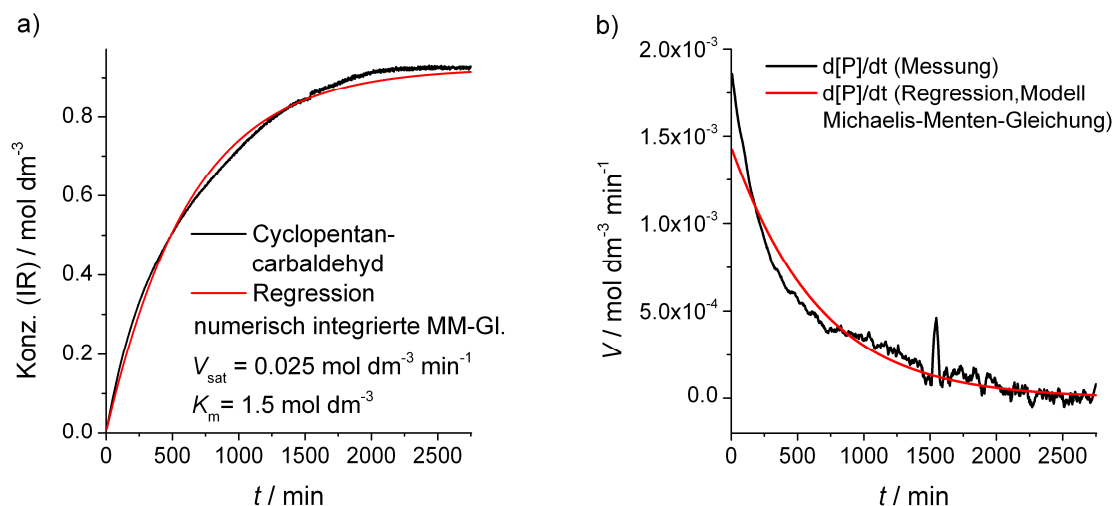 a)
Konz. (IR) / mol dm⁻³
0.8
0.6
0.4
0.2
0.0
Cyclopentan-
carbaldehyd
Regression
numerisch integrierte MM-Gl.
Vsat = 0.025 mol dm⁻³ min⁻¹
Km= 1.5 mol dm⁻³
0 500 1000 1500 2000 2500
t / min
b)
V / mol dm⁻³ min⁻¹
2.0x10⁻³
1.5x10⁻³
1.0x10⁻³
5.0x10⁻⁴
0.0
d[P]/dt (Messung)
d[P]/dt (Regression,Modell
Michaelis-Menten-Gleichung)
0 500 1000 1500 2000 2500
t / min